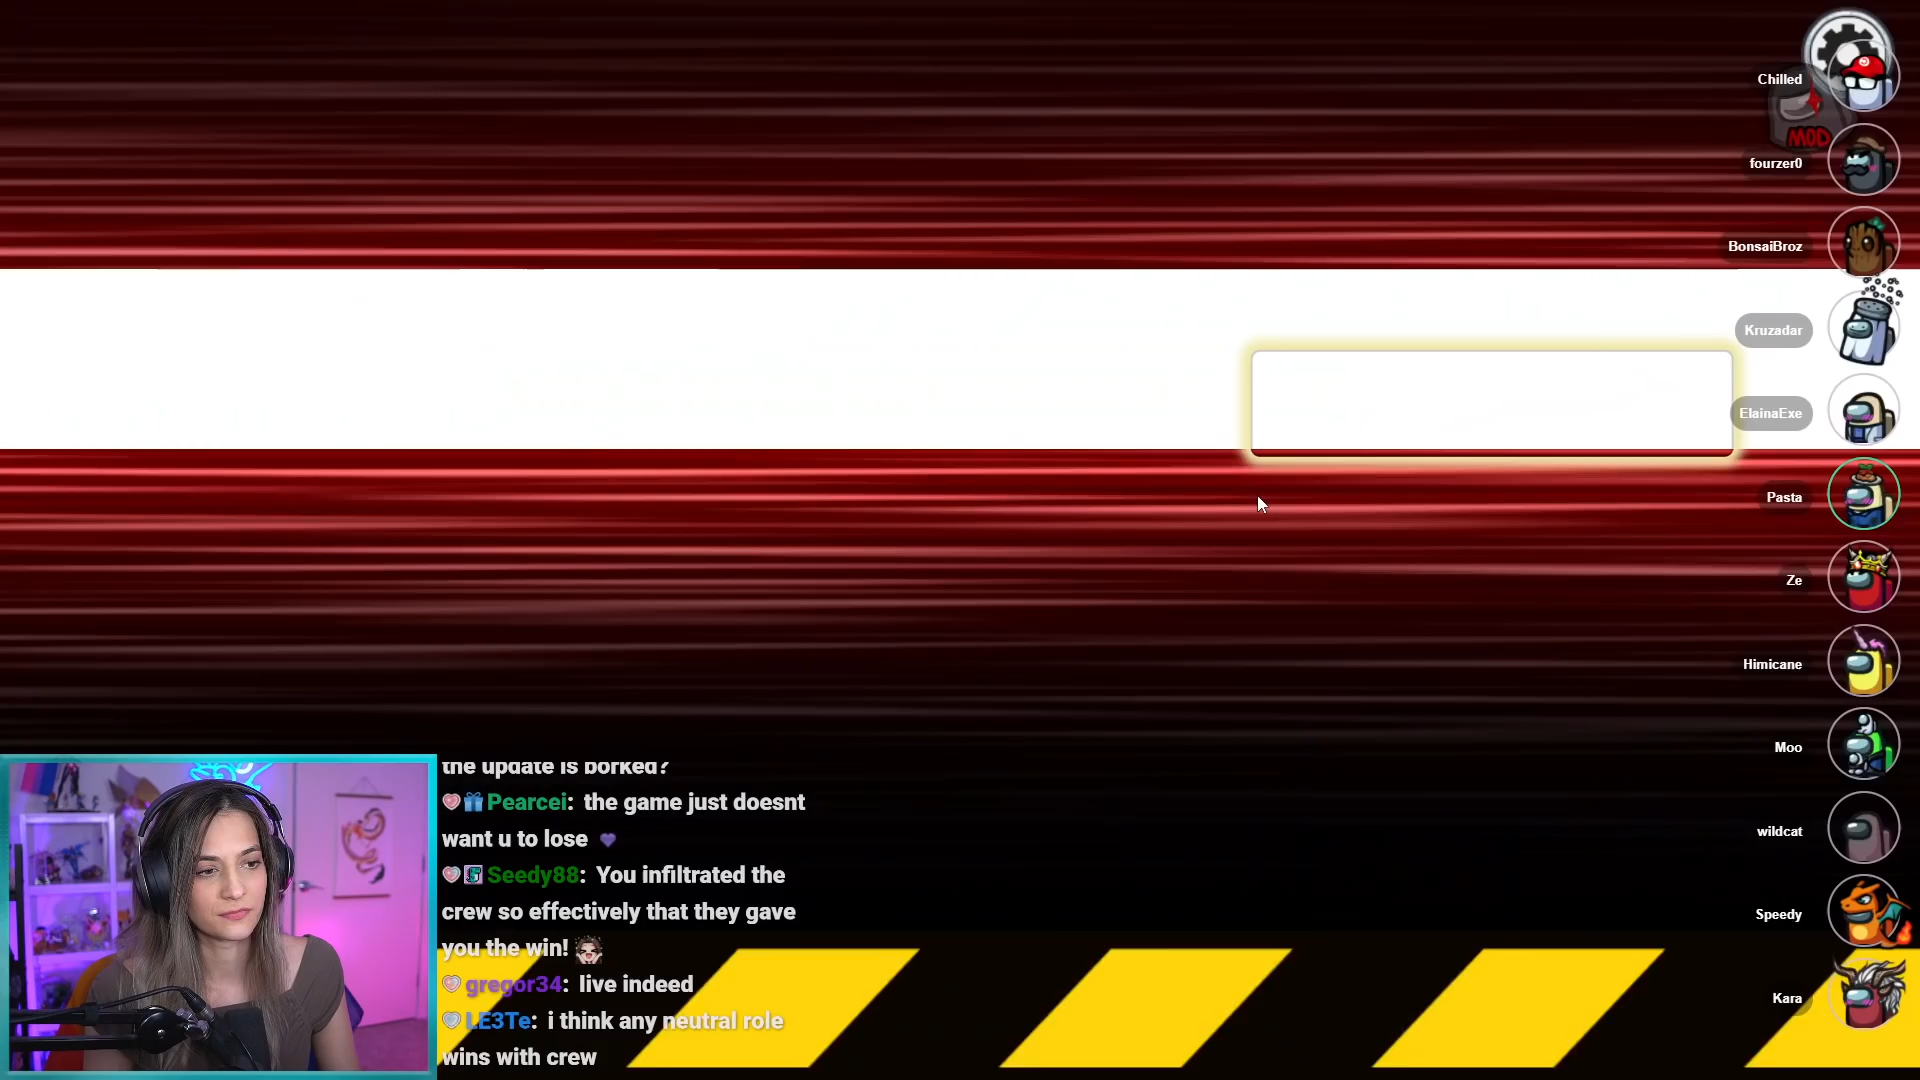 Chilled
MOD
fourzer0
BonsaiBroz
Kruzadar
ElainaExe
Pasta
Ze
Himicane
Moo
wildcat
Speedy
Kara
the update is borked?
Pearcei: the game just doesnt
want u to lose
Seedy88: You infiltrated the
crew so effectively that they gave
you the win!
gregor34: live indeed
LE3Te: i think any neutral role
wins with crew